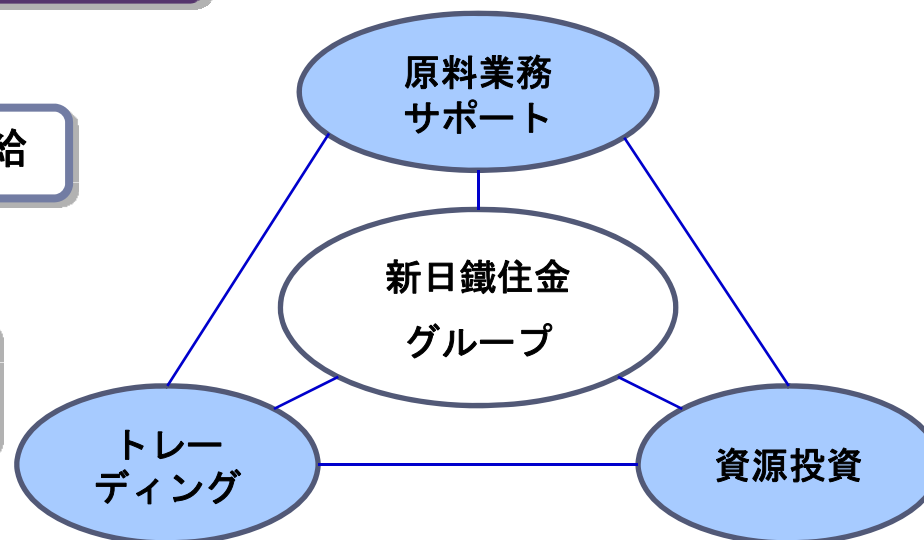 原料業務
サポート
給
新日鐵住金
グループ
トレー
ディング
資源投資